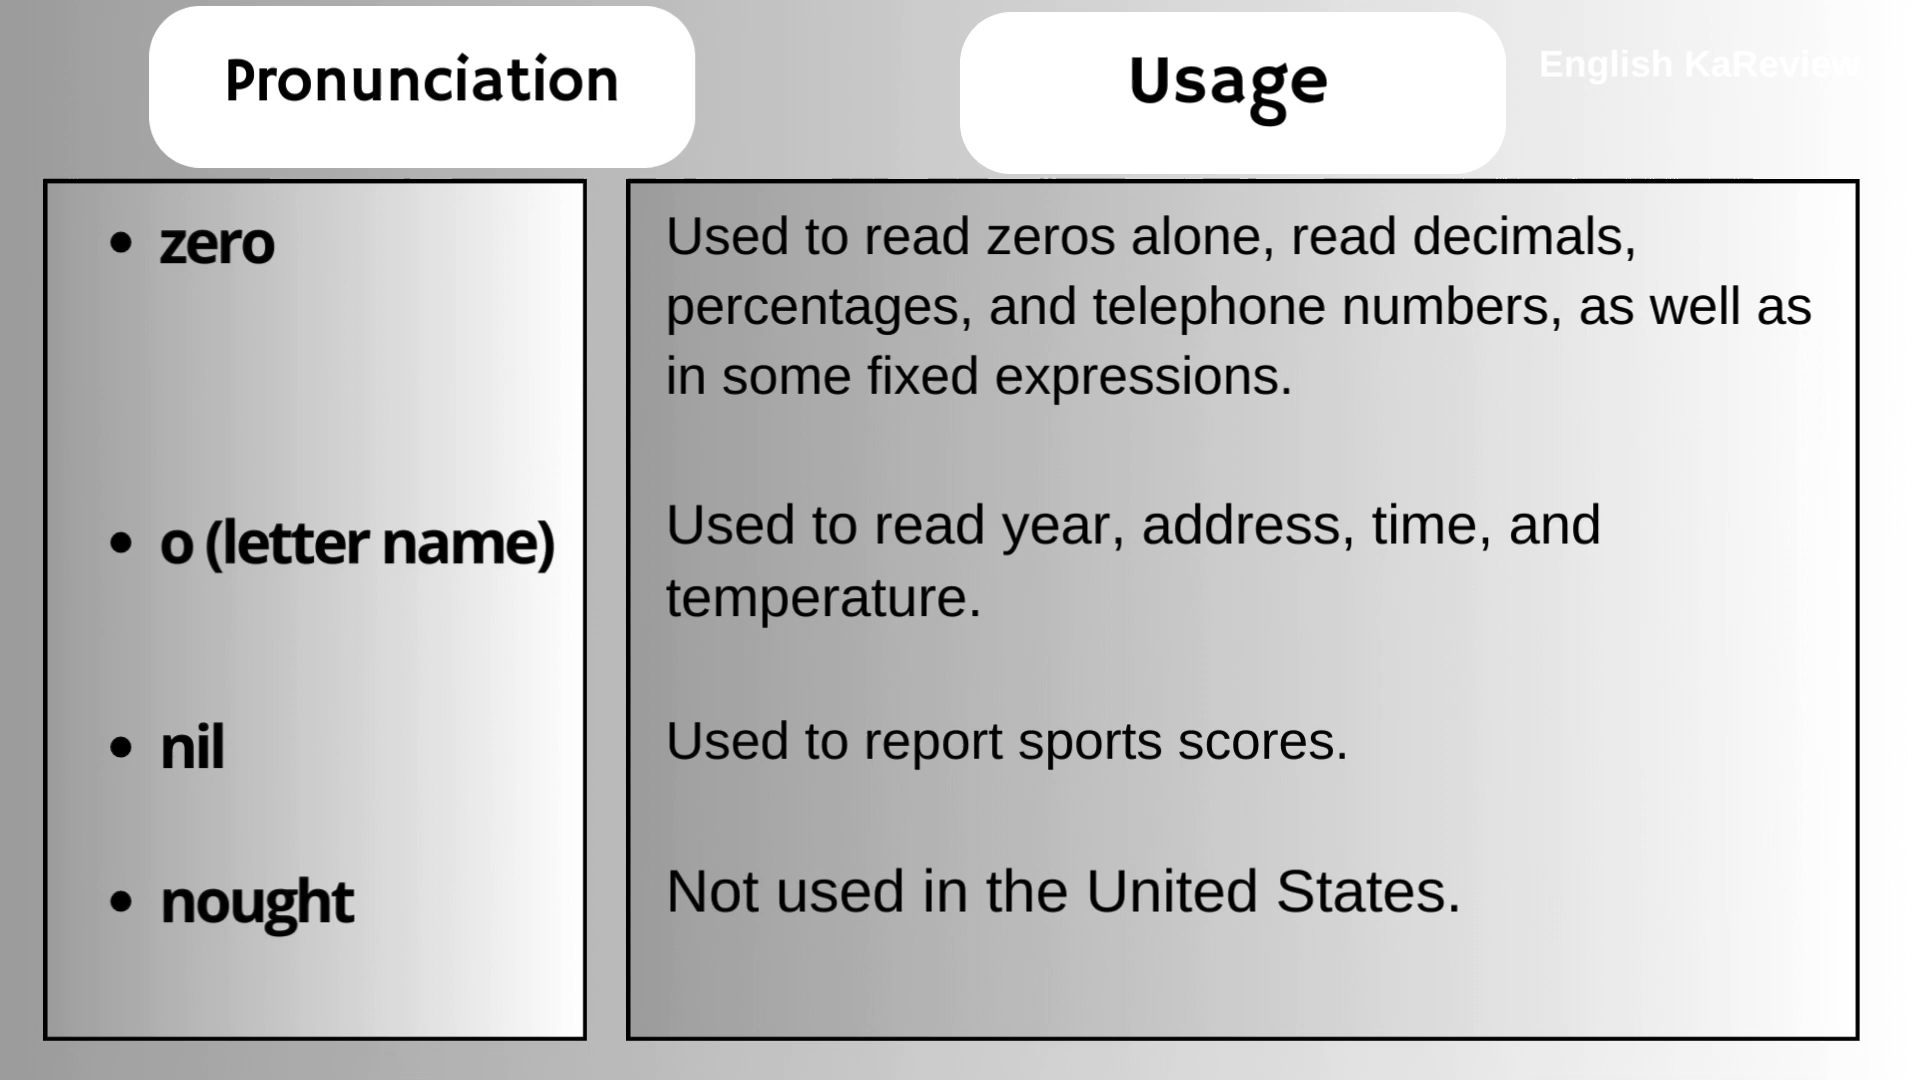 Pronunciation
Usage
English KaReview
• zero
Used to read zeros alone, read decimals,
percentages, and telephone numbers, as well as
in some fixed expressions.
• o (letter name)
Used to read year, address, time, and
temperature.
• nil
Used to report sports scores.
• nought
Not used in the United States.